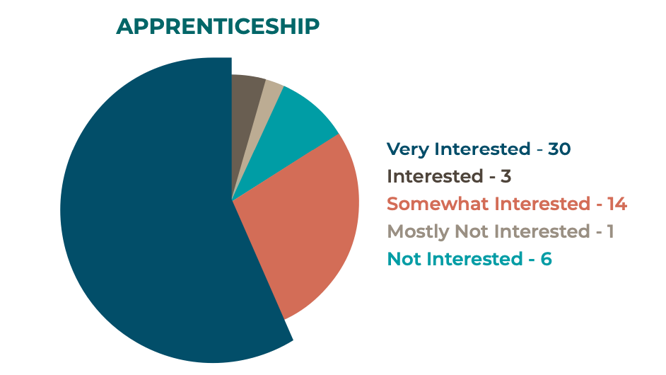 APPRENTICESHIP
Very Interested - 30
Interested - 3
Somewhat Interested - 14
Mostly Not Interested - 1
Not Interested - 6